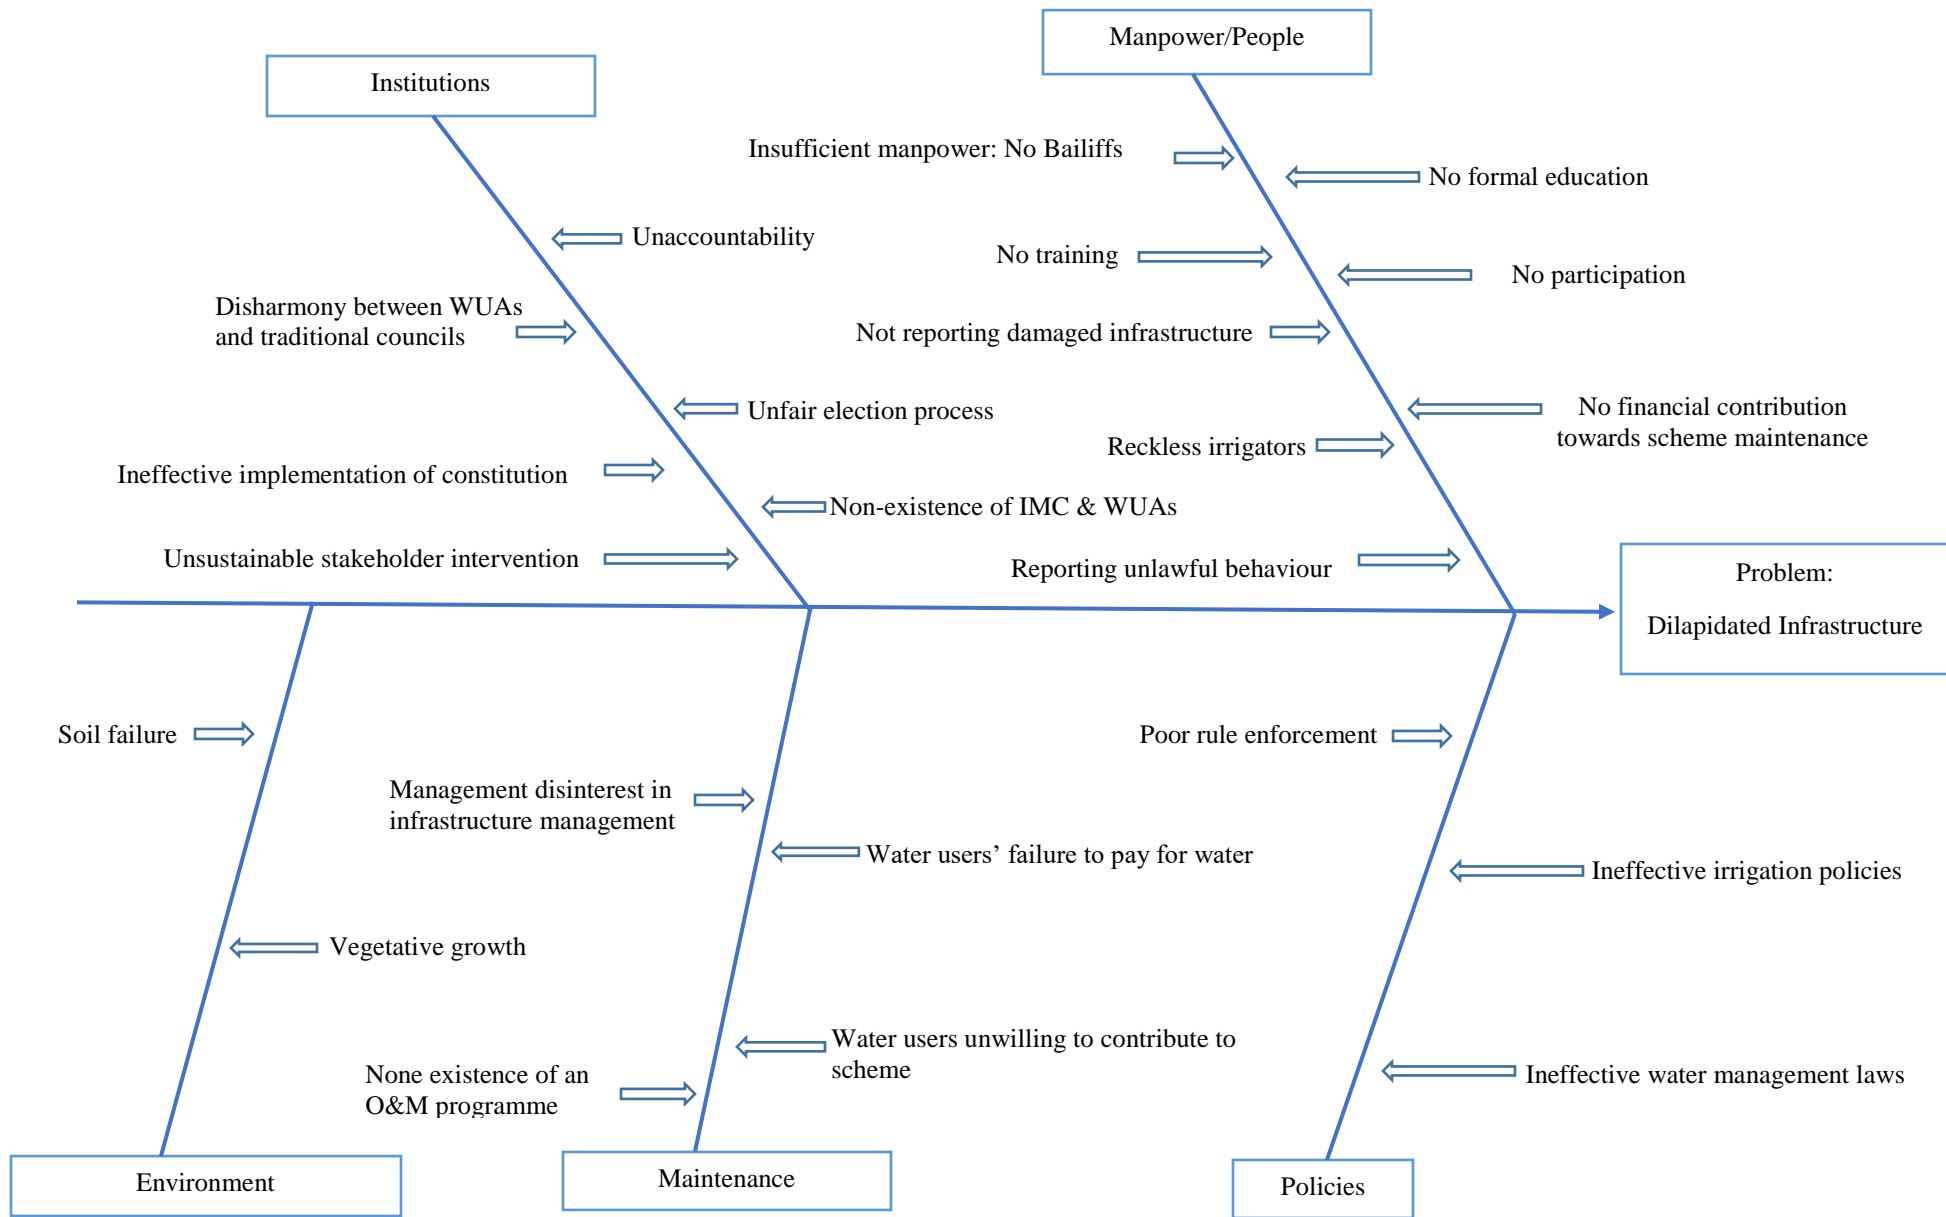 Manpower/People
Institutions
Insufficient manpower: No Bailiffs
No formal education
Unaccountability
No training
No participation
Disharmony between WUAs
and traditional councils
Not reporting damaged infrastructure
Unfair election process
No financial contribution
towards scheme maintenance
Reckless irrigators
Ineffective implementation of constitution
Non-existence of IMC & WUAs
Unsustainable stakeholder intervention
Reporting unlawful behaviour
Problem:
Dilapidated Infrastructure
Soil failure
Poor rule enforcement
Management disinterest in
infrastructure management
Water users’ failure to pay for water
Ineffective irrigation policies
Vegetative growth
Water users unwilling to contribute to
scheme
None existence of an
O&M programme
Ineffective water management laws
Environment
Maintenance
Policies